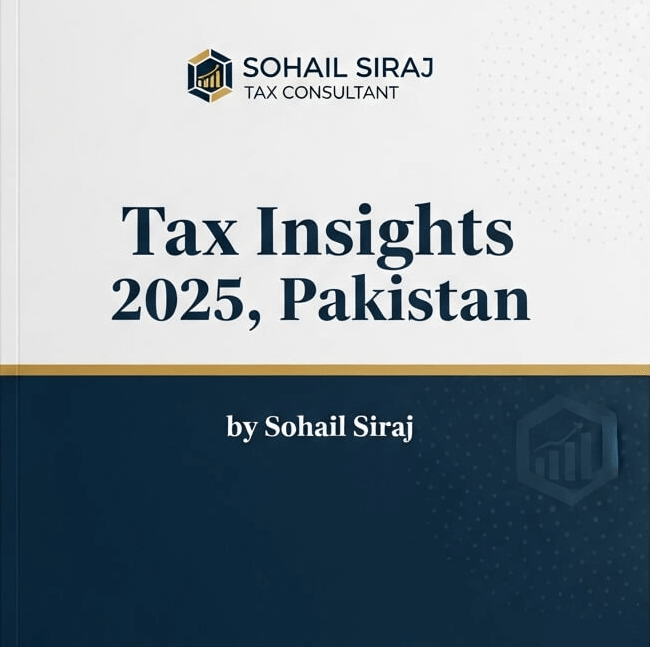 SOHAIL SIRAJ
TAX CONSULTANT
Tax Insights
2025, Pakistan
by Sohail Siraj